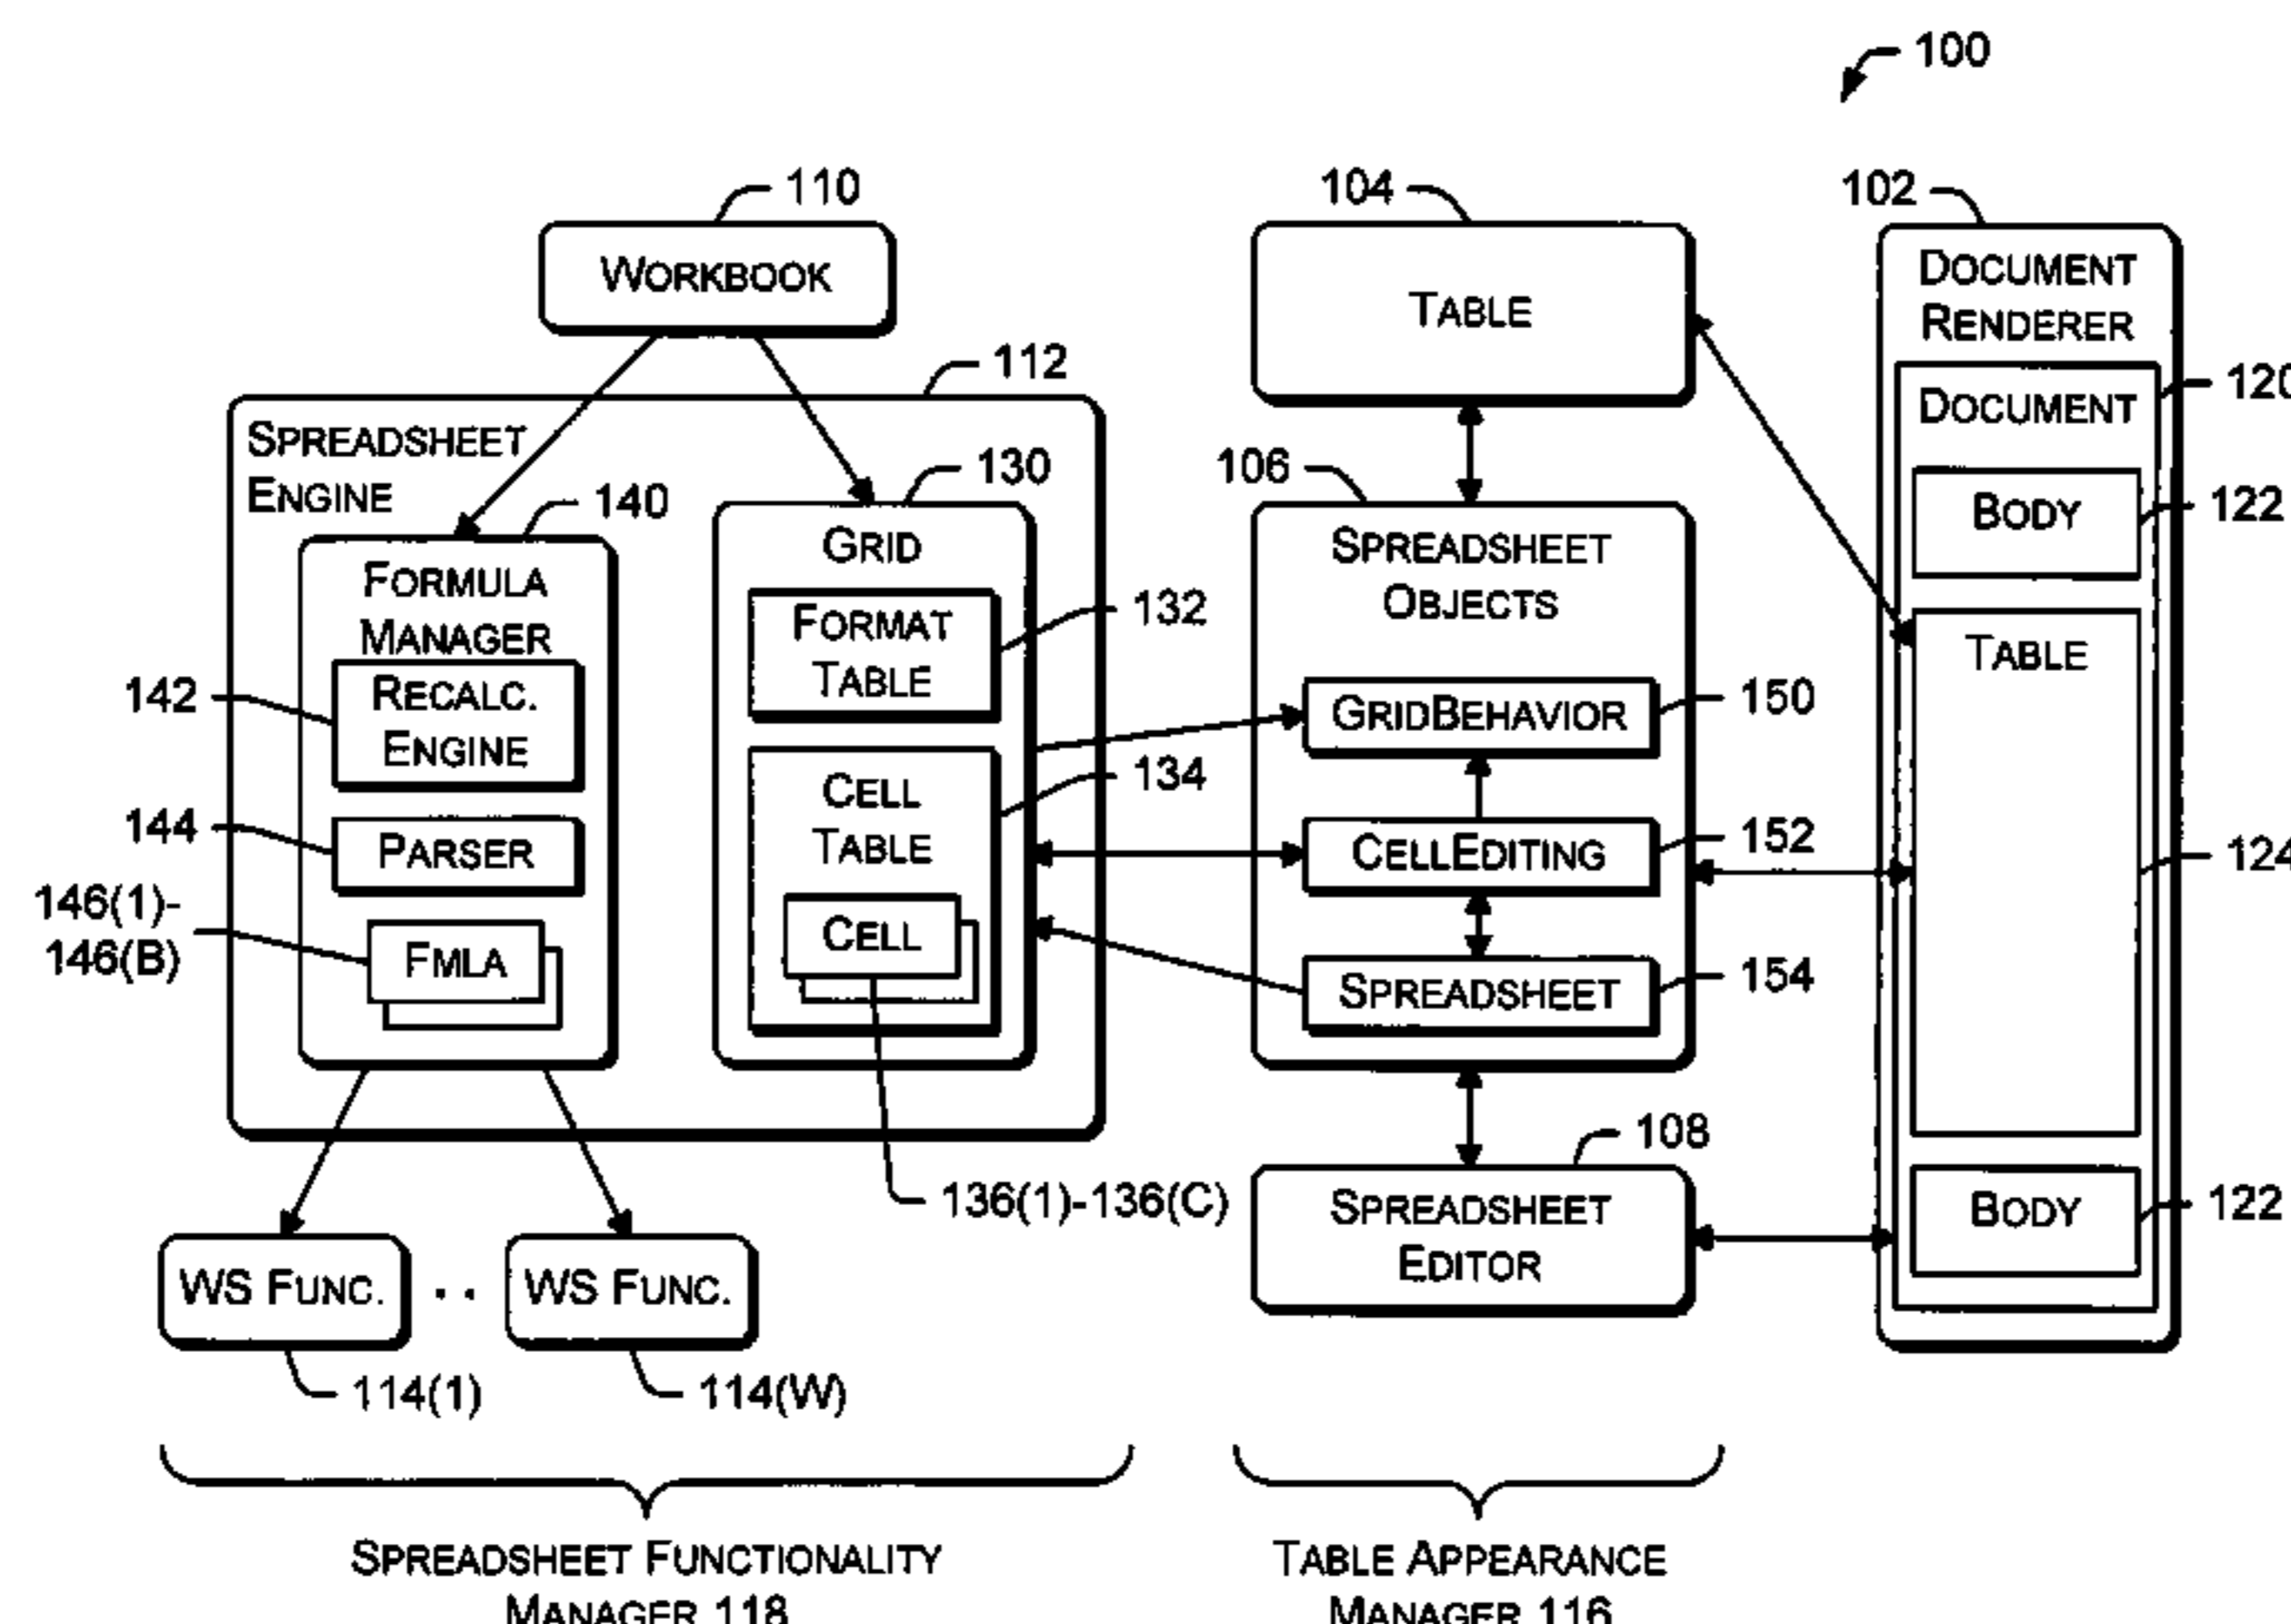 100
110
104
102
WORKBOOK
TABLE
DOCUMENT
RENDERER
112
120
DOCUMENT
SPREADSHEET
ENGINE
130
106
140
122
BODY
GRID
SPREADSHEET
OBJECTS
FORMULA
MANAGER
FORMAT
TABLE
132
TABLE
142
RECALC.
ENGINE
GRIDBEHAVIOR
150
CELL
TABLE
134
144
PARSER
CELLEDITING
152
124
146(1)-
146(B)
FMLA
CELL
SPREADSHEET
154
108
136(1)-136(C)
SPREADSHEET
EDITOR
BODY
122
WS FUNC.
. .
WS FUNC.
114(1)
114(W)
SPREADSHEET FUNCTIONALITY
MANAGER 118
TABLE APPEARANCE
MANAGER 116